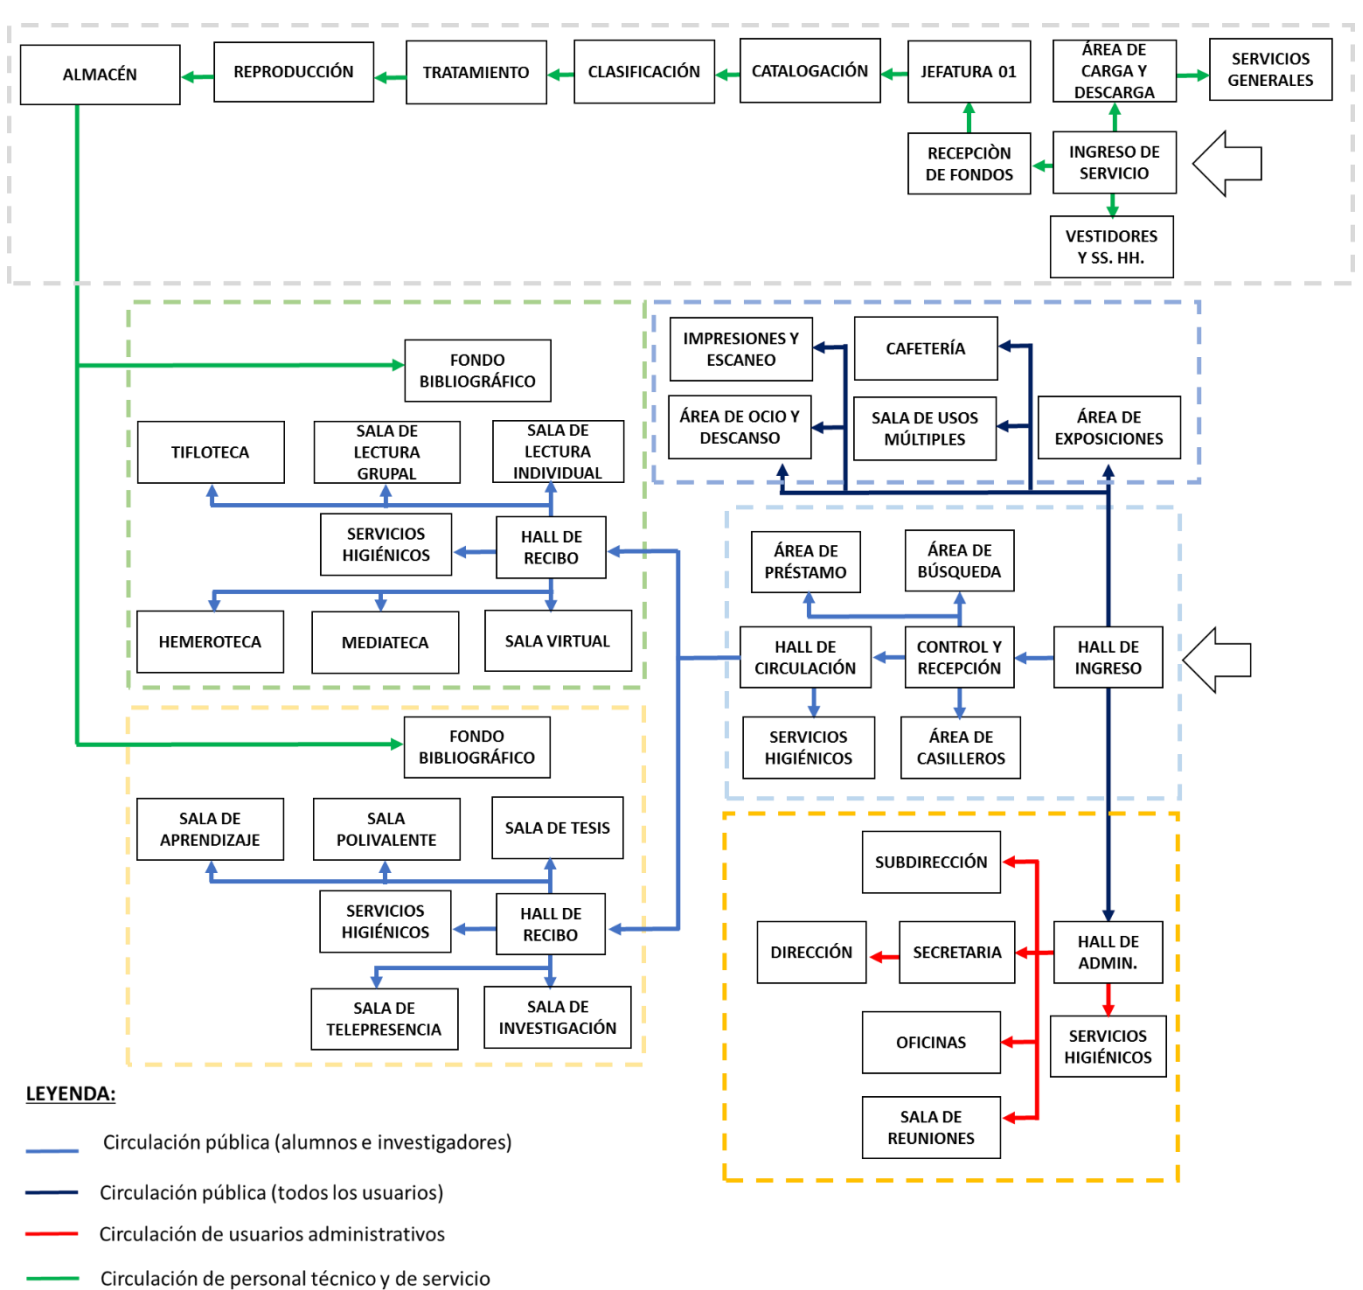 ALMACÉN
REPRODUCCIÓN
TRATAMIENTO
CLASIFICACIÓN
CATALOGACIÓN
JEFATURA 01
ÁREA DE
CARGA Y
DESCARGA
SERVICIOS
GENERALES
RECEPCIÒN
DE FONDOS
INGRESO DE
SERVICIO
VESTIDORES
Y SS. HH.
FONDO
BIBLIOGRÁFICO
TIFLOTECA
SALA DE
LECTURA
GRUPAL
SALA DE
LECTURA
INDIVIDUAL
SERVICIOS
HIGIÉNICOS
HALL DE
RECIBO
HEMEROTECA
MEDIATECA
SALA VIRTUAL
IMPRESIONES Y
ESCANEO
CAFETERÍA
ÁREA DE OCIO Y
DESCANSO
SALA DE USOS
MÚLTIPLES
ÁREA DE
EXPOSICIONES
ÁREA DE
PRÉSTAMO
ÁREA DE
BÚSQUEDA
HALL DE
CIRCULACIÓN
CONTROL Y
RECEPCIÓN
HALL DE
INGRESO
SERVICIOS
HIGIÉNICOS
ÁREA DE
CASILLEROS
FONDO
BIBLIOGRÁFICO
SALA DE
APRENDIZAJE
SALA
POLIVALENTE
SALA DE TESIS
SERVICIOS
HIGIÉNICOS
HALL DE
RECIBO
SALA DE
TELEPRESENCIA
SALA DE
INVESTIGACIÓN
SUBDIRECCIÓN
DIRECCIÓN
SECRETARIA
HALL DE
ADMIN.
OFICINAS
SERVICIOS
HIGIÉNICOS
SALA DE
REUNIONES
LEYENDA:
Circulación pública (alumnos e investigadores)
Circulación pública (todos los usuarios)
Circulación de usuarios administrativos
Circulación de personal técnico y de servicio